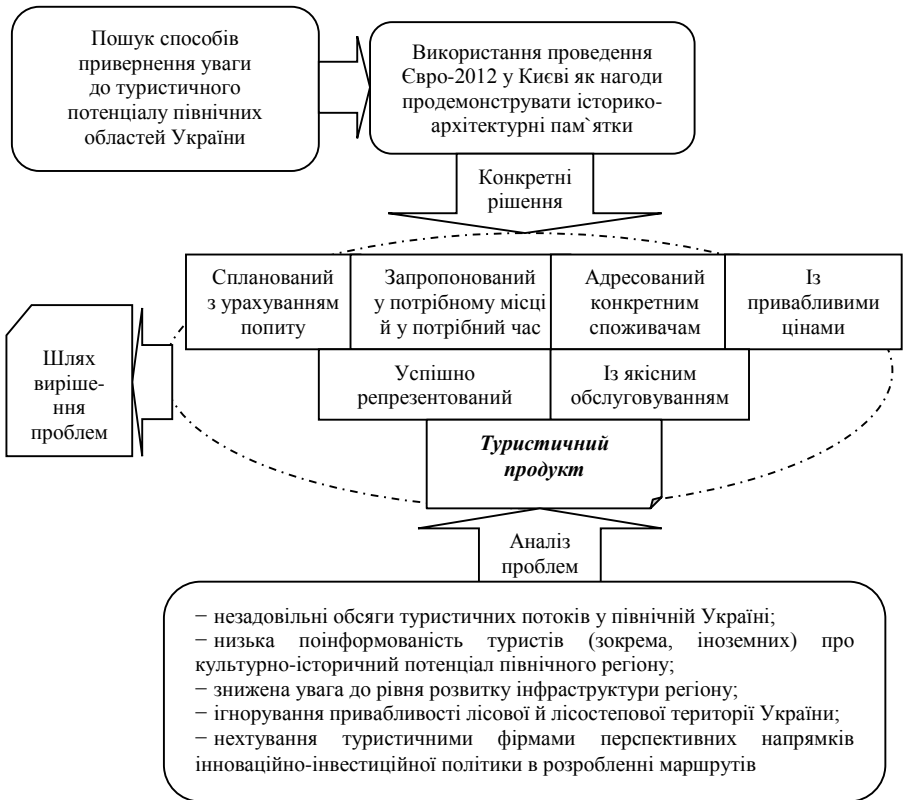 Пошук способів
привернення уваги
до туристичного
потенціалу північних
областей України
Використання проведення
Євро-2012 у Києві як нагоди
продемонструвати історико-
архітектурні пам`ятки
Конкретні
рішення
Спланований
з урахуванням
попиту
Запропонований
у потрібному місці
й у потрібний час
Адресований
конкретним
споживачам
Із
привабливими
цінами
Шлях
виріше-
ння
проблем
Успішно
репрезентований
Із якісним
обслуговуванням
Туристичний
продукт
Аналіз
проблем
− незадовільні обсяги туристичних потоків у північній Україні;
− низька поінформованість туристів (зокрема, іноземних) про
культурно-історичний потенціал північного регіону;
− знижена увага до рівня розвитку інфраструктури регіону;
− ігнорування привабливості лісової й лісостепової території України;
− нехтування туристичними фірмами перспективних напрямків
інноваційно-інвестиційної політики в розробленні маршрутів